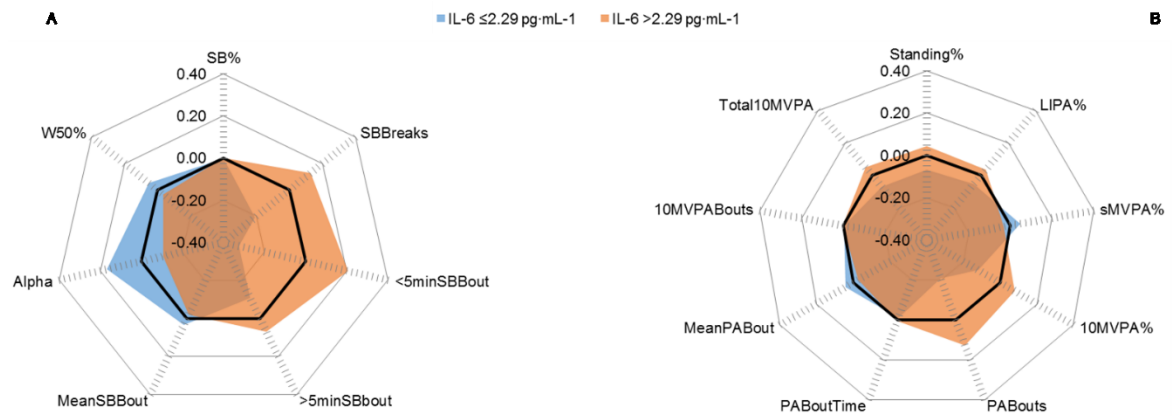 A
IL-6 ≤2.29 pg·mL-1
IL-6 >2.29 pg·mL-1
B
SB%
0.40
0.20
0.00
-0.20
-0.40
SBBreaks
<5minSBBout
>5minSBbout
MeanSBBout
Alpha
W50%
Standing%
0.40
0.20
0.00
-0.20
-0.40
LIPA%
sMVPA%
10MVPA%
PABouts
PABoutTime
MeanPABout
10MVPABouts
Total10MVPA